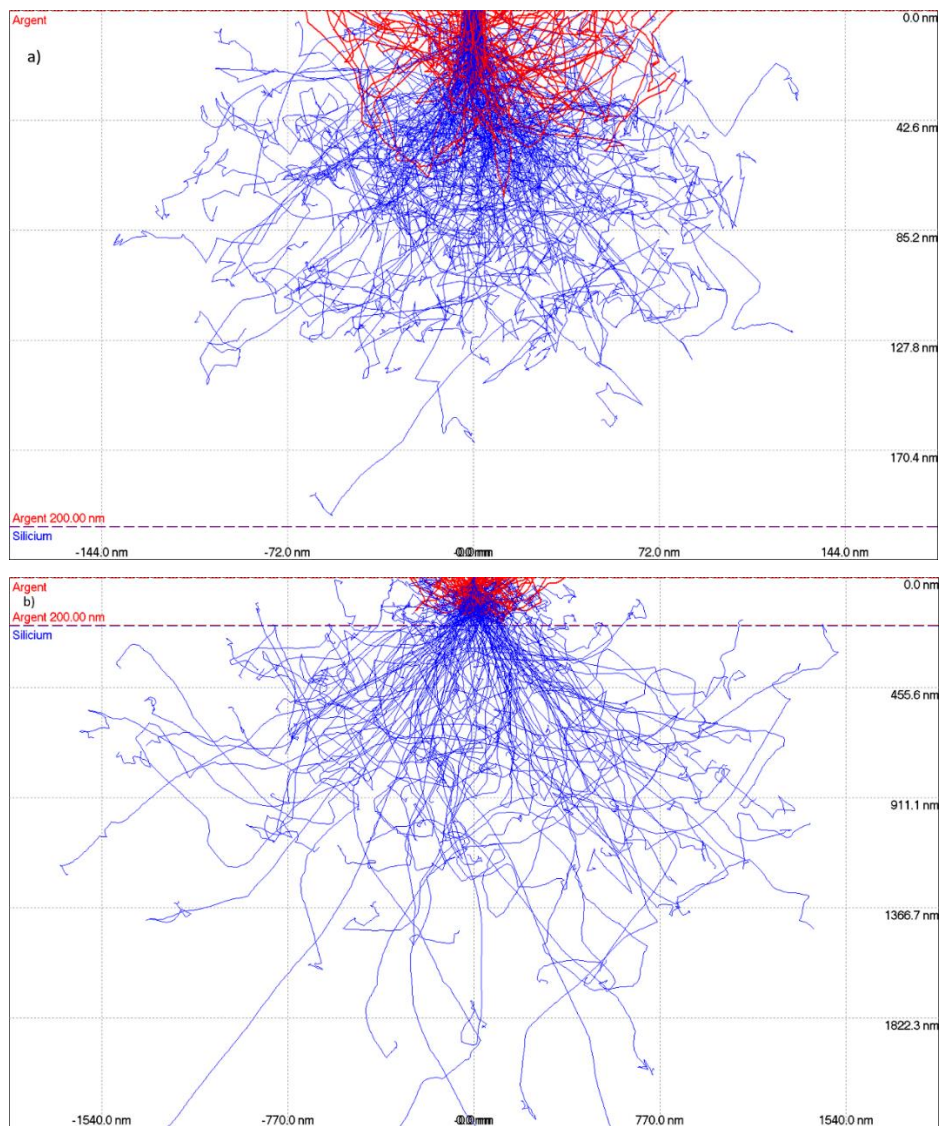 Argent 0.0 nm
a)
42.6 nm
85.2 nm
127.8 nm
170.4 nm
Argent 200.00 nm
Silicium
-144.0 nm -72.0 nm 72.0 nm 144.0 nm
Argent 0.0 nm
b)
Argent 200.00 nm
Silicium
455.6 nm
911.1 nm
1366.7 nm
1822.3 nm
-1540.0 nm -770.0 nm 770.0 nm 1540.0 nm